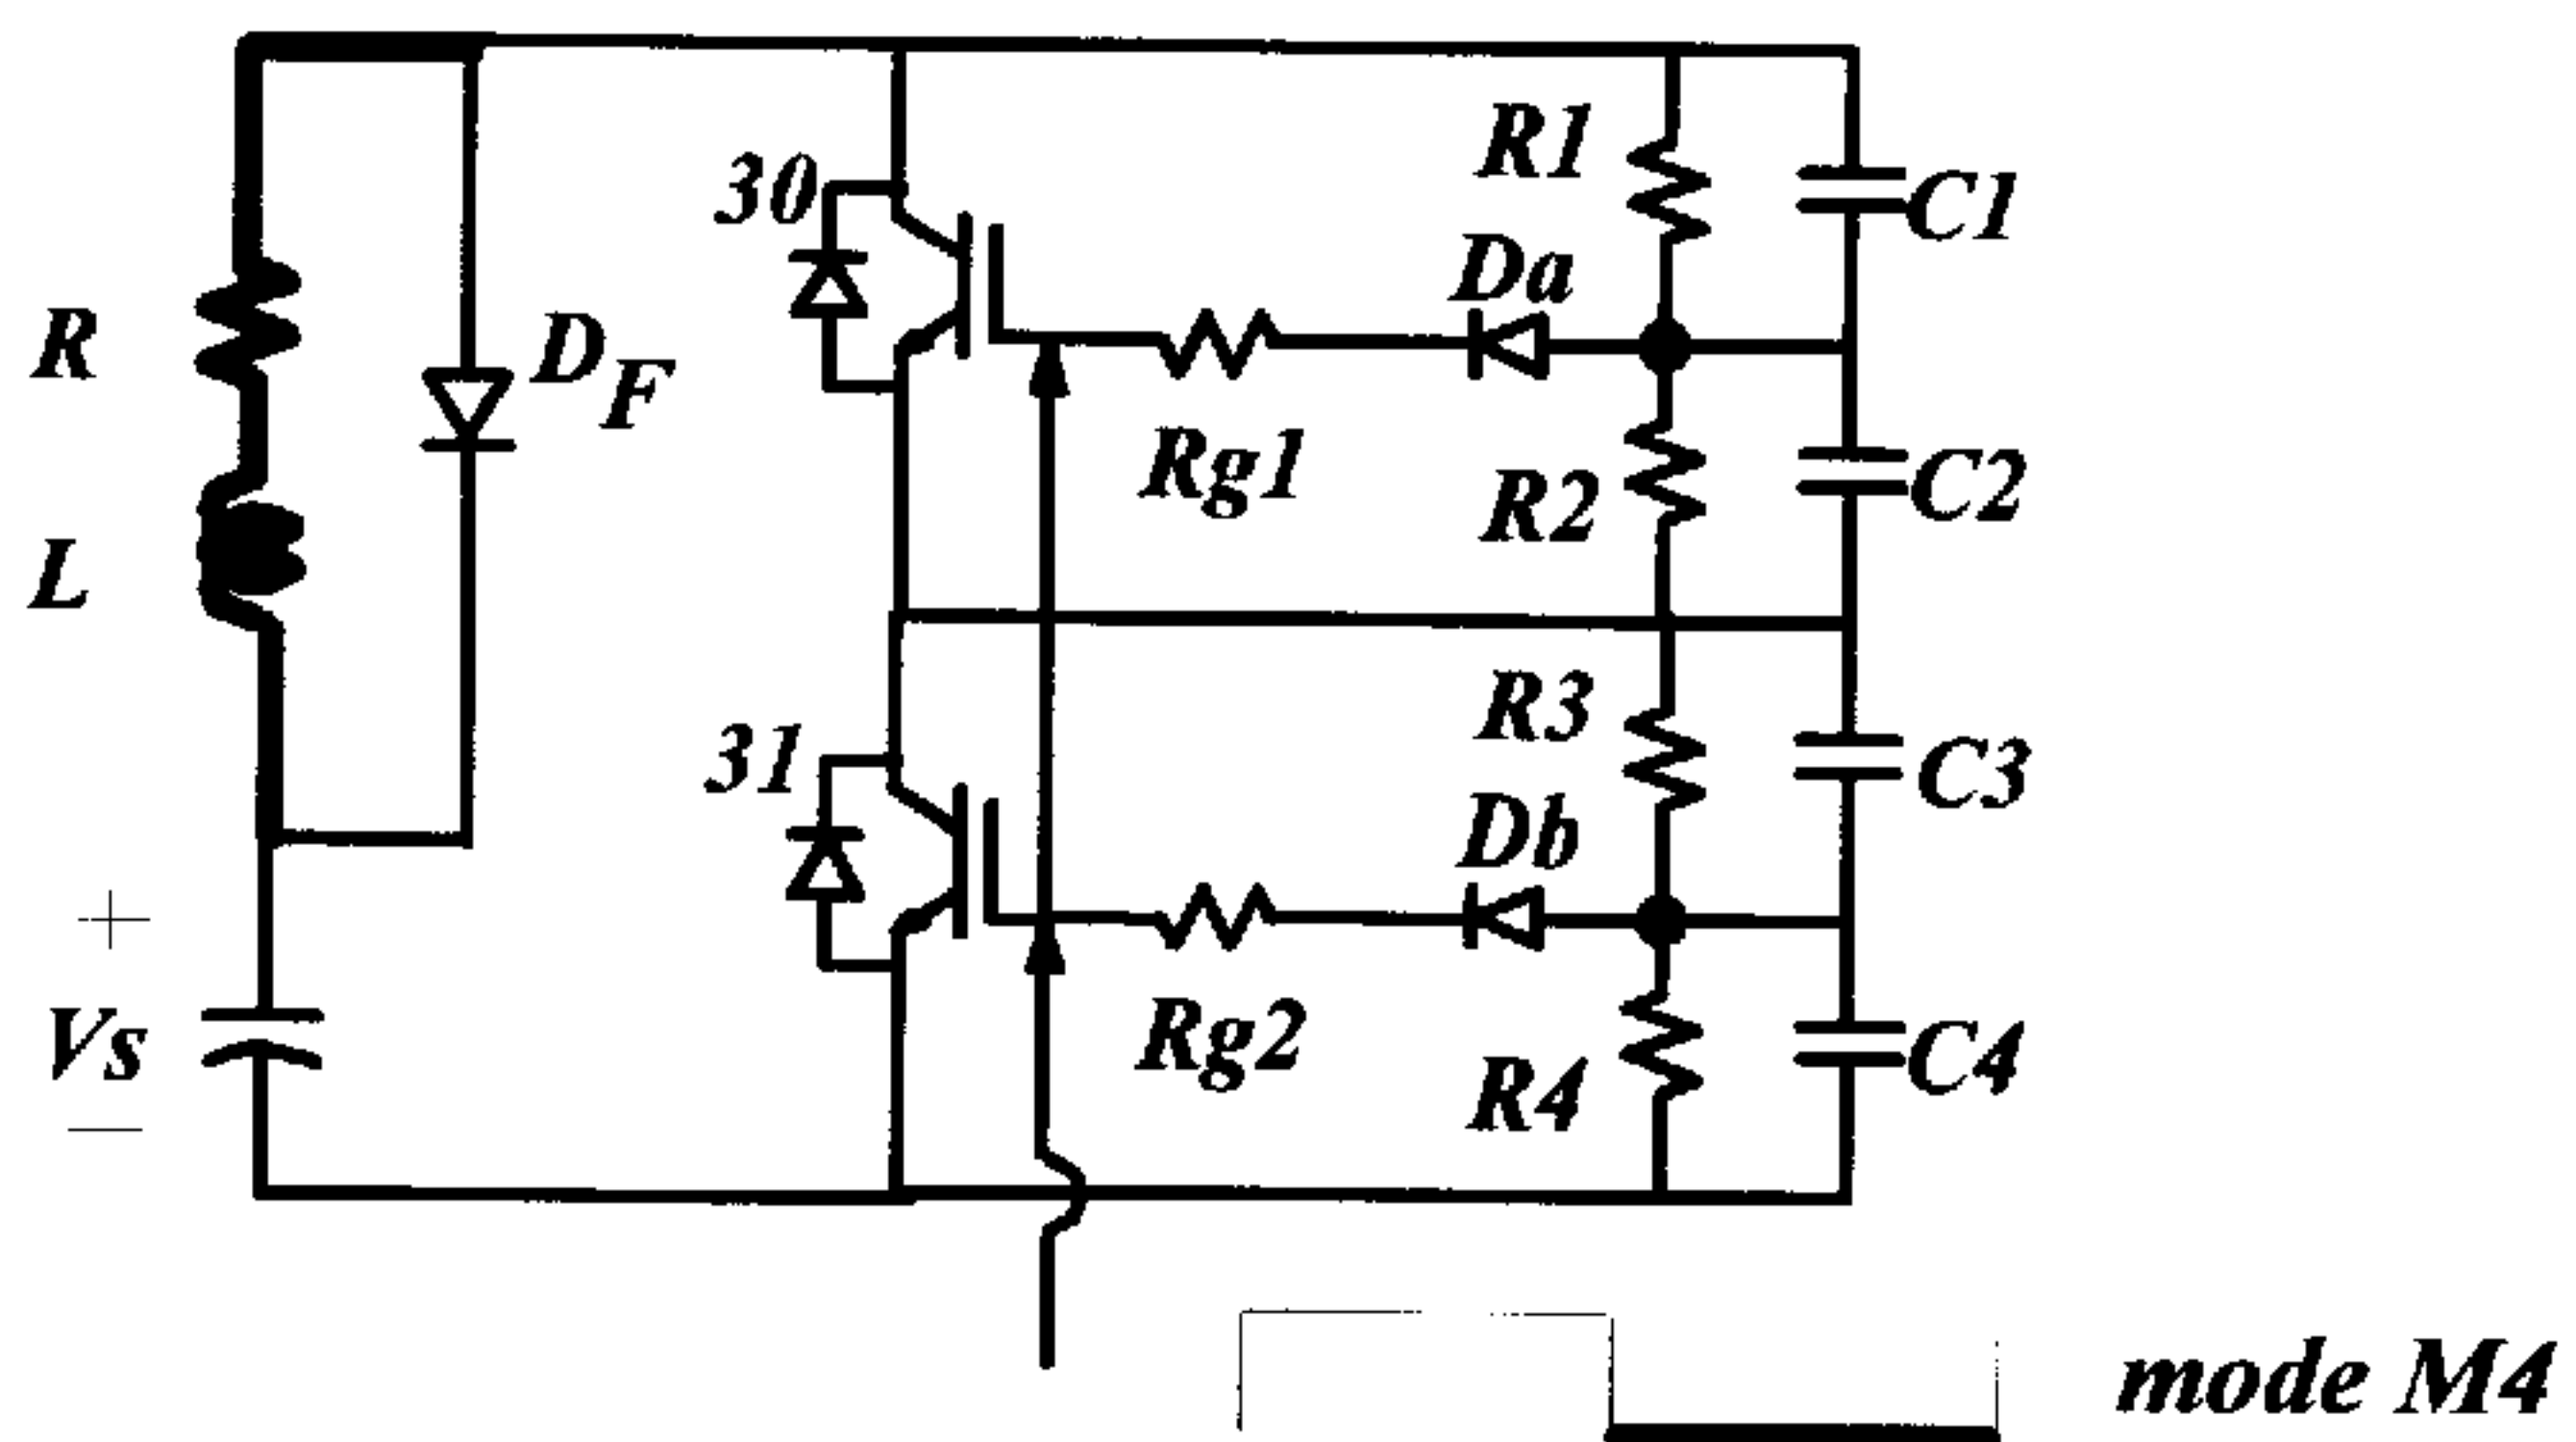 R1
30
C1
Da
R
DF
Rg1
R2
C2
L
R3
31
C3
Db
+
Vs
Rg2
R4
C4
—
mode M4